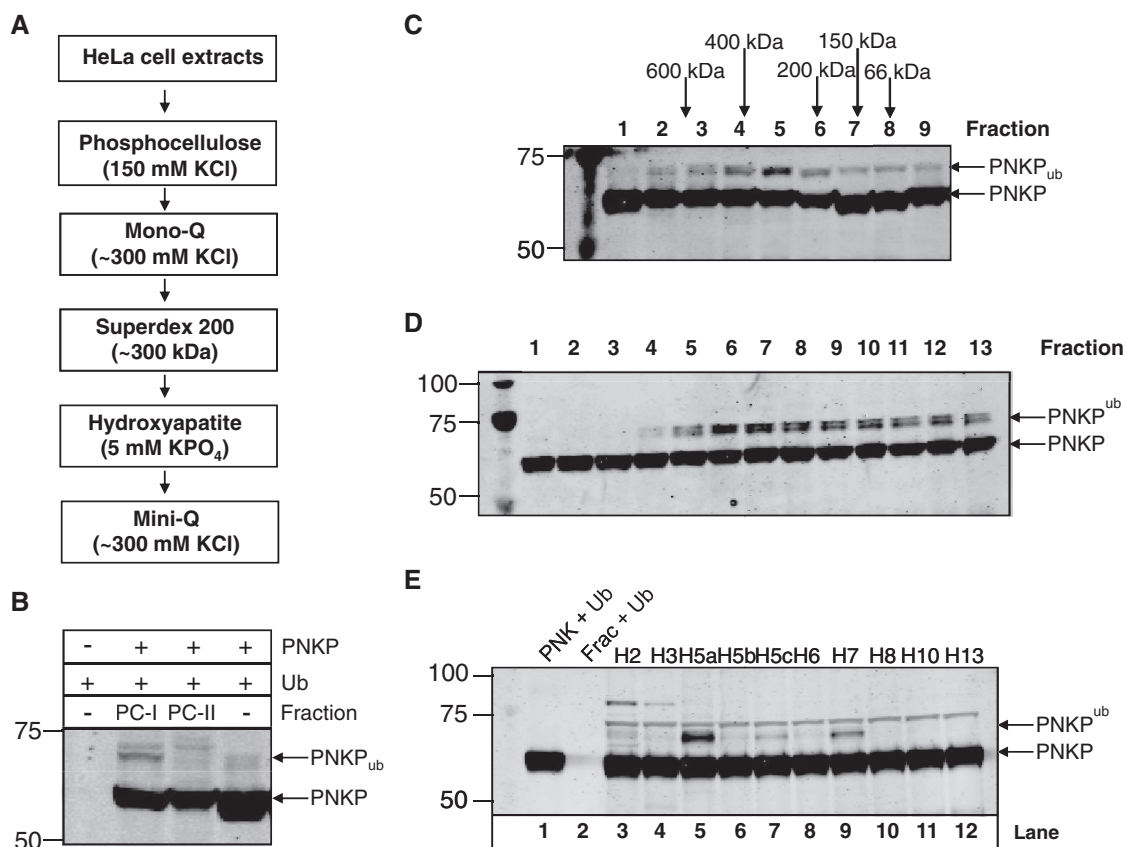 A
HeLa cell extracts
Phosphocellulose
(150 mM KCl)
Mono-Q
(~300 mM KCl)
Superdex 200
(~300 kDa)
Hydroxyapatite
(5 mM KPO4)
Mini-Q
(~300 mM KCl)
B
- + + + PNKP
+ + + + Ub
- PC-I PC-II - Fraction
75
PNKPub
PNKP
50
C
400 kDa 150 kDa
600 kDa 200 kDa 66 kDa
1 2 3 4 5 6 7 8 9 Fraction
75
PNKPub
PNKP
50
D
1 2 3 4 5 6 7 8 9 10 11 12 13 Fraction
100
75
PNKPub
PNKP
50
E
PNK + Ub
Frac + Ub
H2 H3 H5a H5b H5c H6 H7 H8 H10 H13
100
75
PNKPub
PNKP
50
1 2 3 4 5 6 7 8 9 10 11 12 Lane